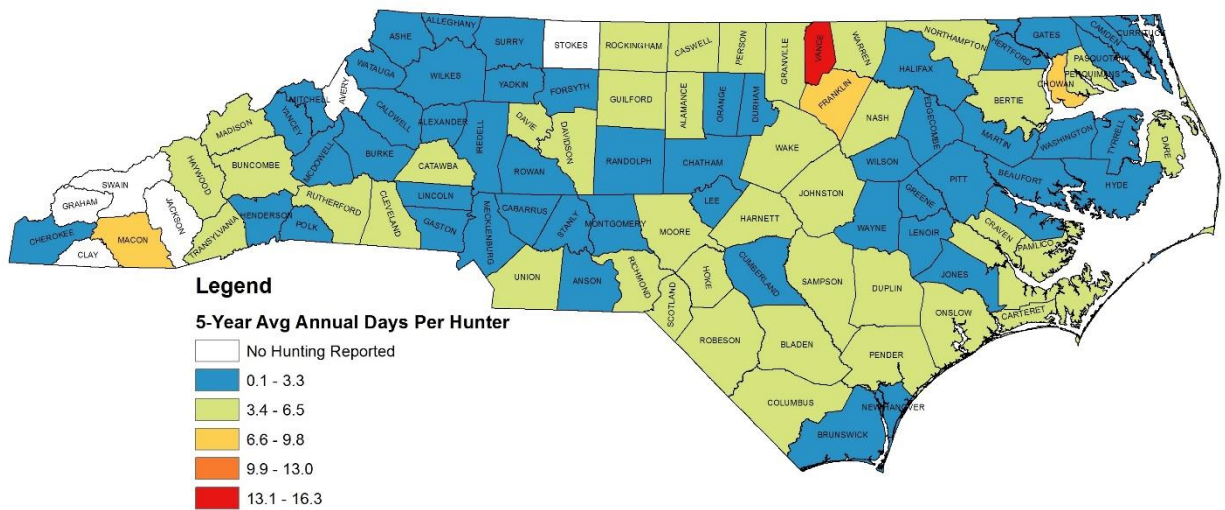 ALLEGHANY
ASHE
SURRY
STOKES
ROCKINGHAM
CASWELL
PERSON
GRANVILLE
VANCE
WARREN
NORTHAMPTON
HERTFORD
GATES
CAMDEN
CURRITUCK
PASQUOTANK
PERQUIMANS
CHOWAN
WATAUGA
WILKES
YADKIN
FORSYTH
GUILFORD
ALAMANCE
ORANGE
DURHAM
FRANKLIN
HALIFAX
BERTIE
MITCHELL
AVERY
YANCEY
CALDWELL
ALEXANDER
IREDELL
DAVIE
DAVIDSON
RANDOLPH
CHATHAM
WAKE
NASH
EDGECOMBE
MARTIN
WASHINGTON
TYRRELL
DARE
MADISON
HAYWOOD
BUNCOMBE
MCDOWELL
BURKE
CATAWBA
ROWAN
WILSON
PITT
BEAUFORT
HYDE
SWAIN
GRAHAM
JACKSON
RUTHERFORD
CLEVELAND
LINCOLN
CABARRUS
STANLY
MONTGOMERY
MOORE
LEE
HARNETT
JOHNSTON
WAYNE
GREENE
LENOIR
CRAVEN
PAMLICO
CHEROKEE
CLAY
MACON
TRANSYLVANIA
HENDERSON
POLK
GASTON
MECKLENBURG
UNION
ANSON
RICHMOND
SCOTLAND
HOKE
CUMBERLAND
SAMPSON
DUPLIN
JONES
ONSLOW
CARTERET
ROBESON
BLADEN
PENDER
COLUMBUS
NEW HANOVER
BRUNSWICK
Legend
5-Year Avg Annual Days Per Hunter
No Hunting Reported
0.1 - 3.3
3.4 - 6.5
6.6 - 9.8
9.9 - 13.0
13.1 - 16.3